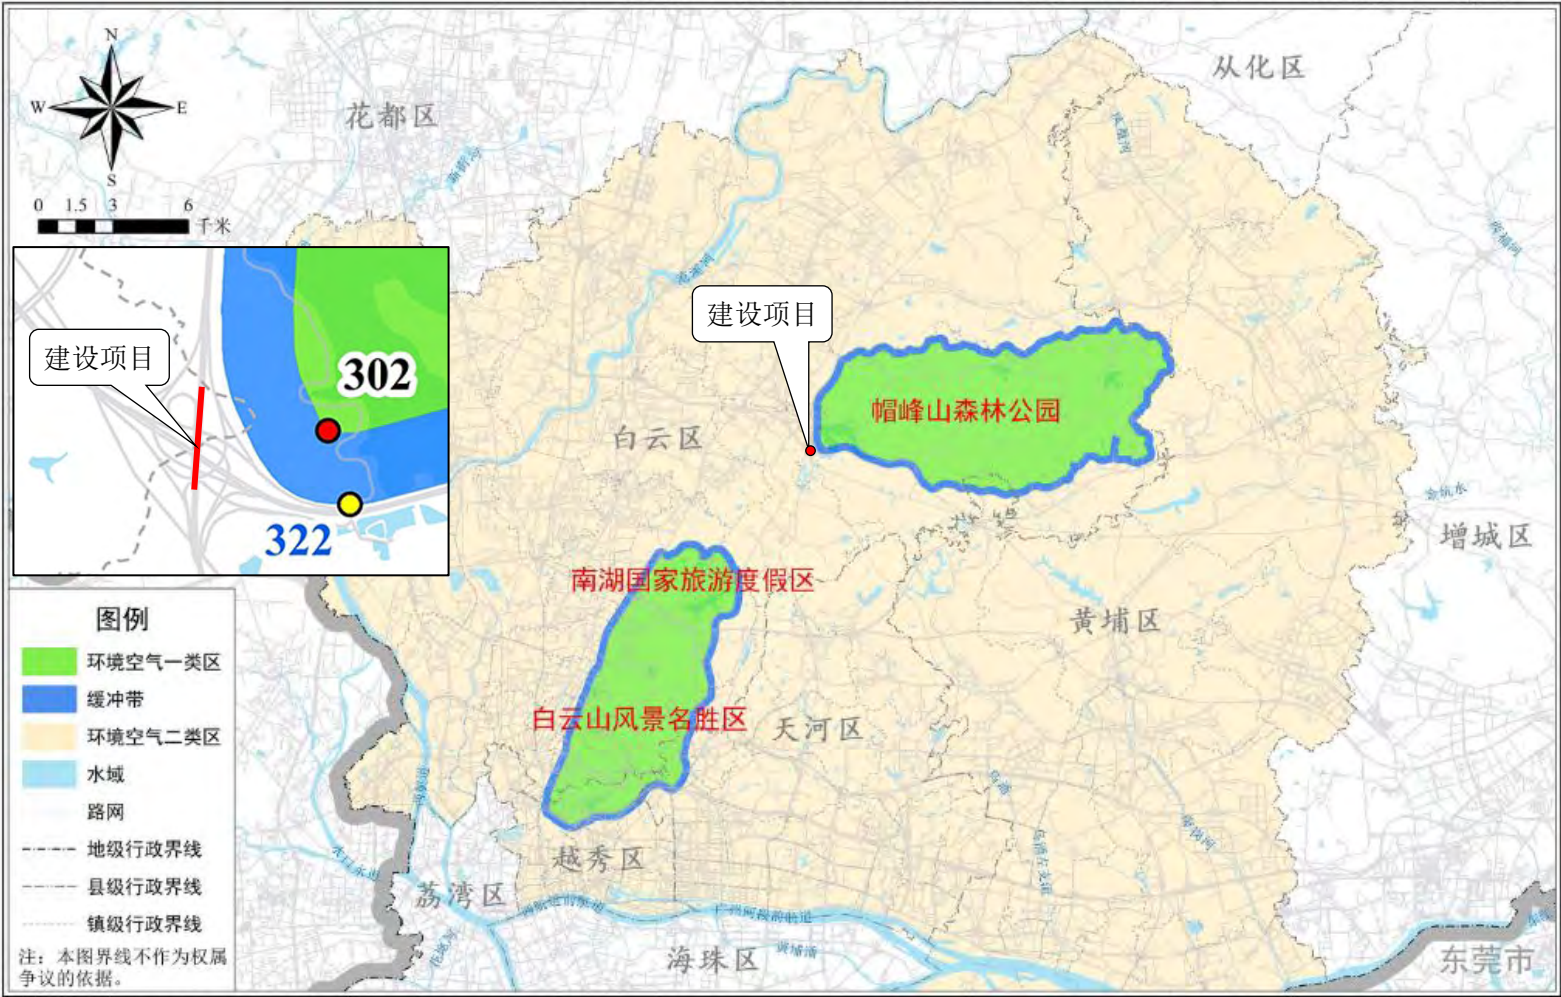 N
W
E
S
0 1.5 3 6
千米
花都区
从化区
流溪河
建设项目
建设项目
302
322
帽峰山森林公园
白云区
增城区
南湖国家旅游度假区
黄埔区
白云山风景名胜区
天河区
越秀区
荔湾区
海珠区
东莞市
图例
环境空气一类区
缓冲带
环境空气二类区
水域
路网
地级行政界线
县级行政界线
镇级行政界线
注：本图界线不作为权属
争议的依据。